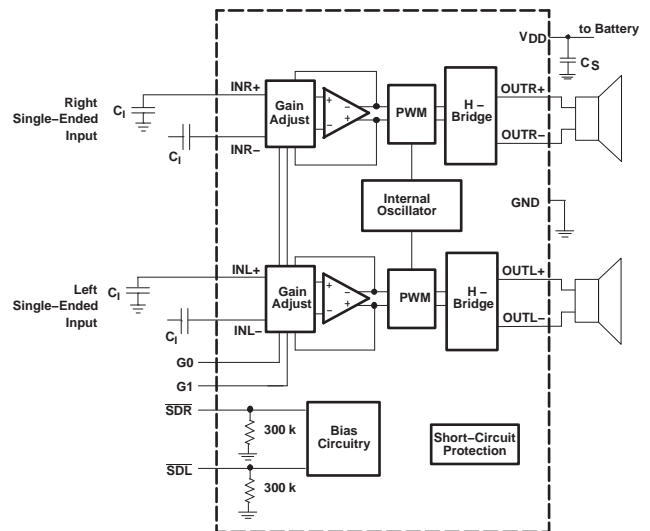 VDD
to Battery
CS
INR+
OUTR+
Right
Single−Ended
Input
CI
Gain
Adjust
+
−
−
+
PWM
H −
Bridge
CI
INR−
OUTR−
Internal
Oscillator
GND
INL+
OUTL+
Left
Single−Ended
Input
CI
Gain
Adjust
+
−
−
+
PWM
H −
Bridge
CI
INL−
OUTL−
G0
G1
SDR
300 k
Bias
Circuitry
Short−Circuit
Protection
SDL
300 k